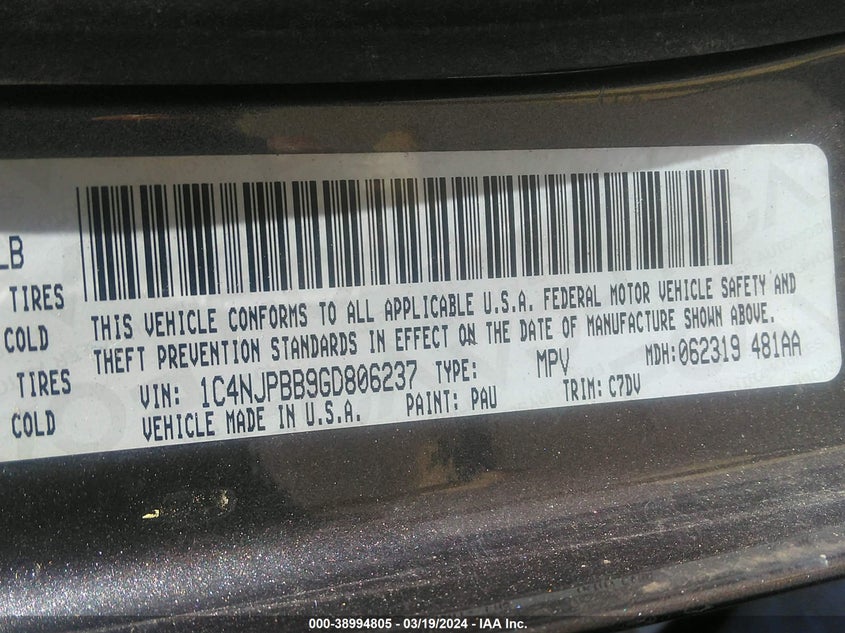 LB
TIRES
COLD
TIRES
COLD
THIS VEHICLE CONFORMS TO ALL APPLICABLE U.S.A. FEDERAL MOTOR VEHICLE SAFETY AND
THEFT PREVENTION STANDARDS IN EFFECT ON THE DATE OF MANUFACTURE SHOWN ABOVE.
VIN: 1C4NJPBB9GD806237 TYPE: MPV MDH:062319 481AA
VEHICLE MADE IN U.S.A. PAINT: PAU TRIM: C7DV
000-38994805 - 03/19/2024 - IAA Inc.